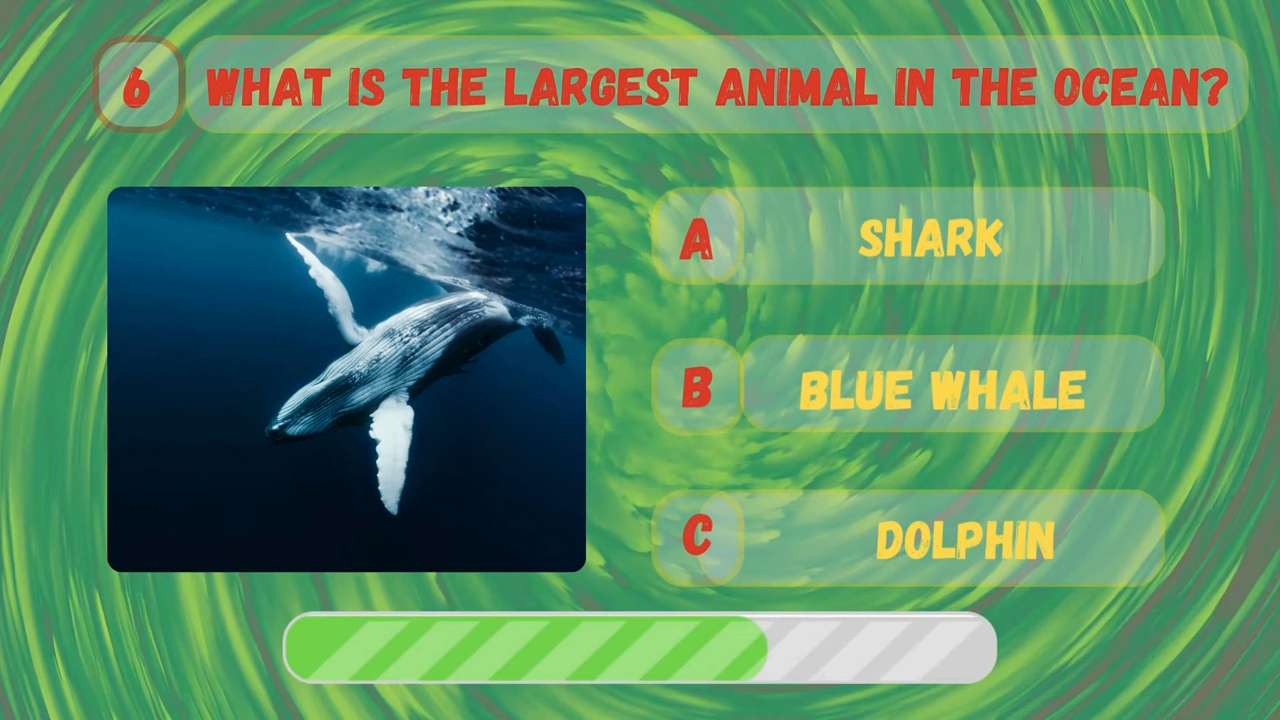 6 WHAT IS THE LARGEST ANIMAL IN THE OCEAN?
A SHARK
B BLUE WHALE
C DOLPHIN